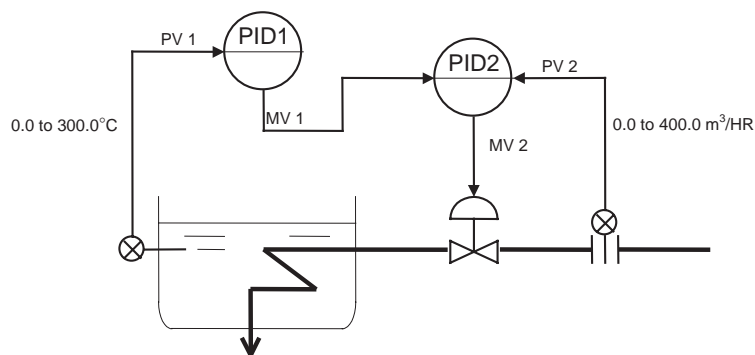 PV 1
PID1
PID2
PV 2
MV 1
0.0 to 300.0°C
MV 2
0.0 to 400.0 m³/HR